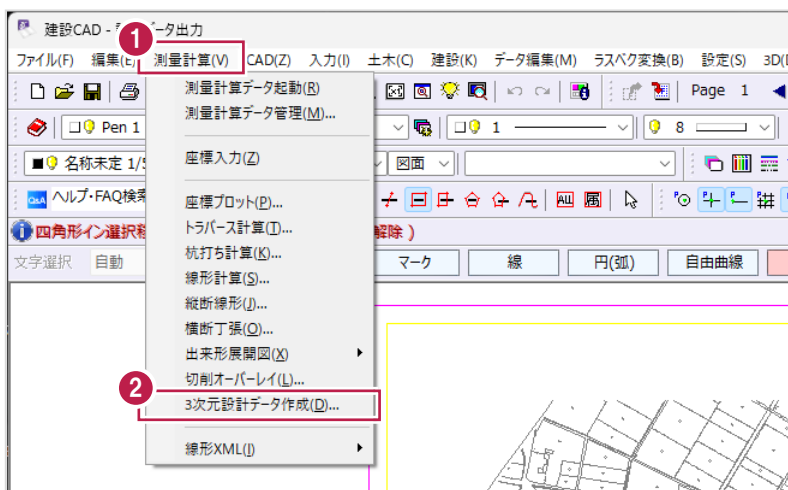 建設CAD - データ出力
1
ファイル(F) 編集(E) 測量計算(V) CAD(Z) 入力(I) 土木(C) 建設(K) データ編集(M) ラスベク変換(B) 設定(S) 3D(
測量計算データ起動(R)
測量計算データ管理(M)...
座標入力(Z)
座標プロット(P)...
トラバース計算(T)...
杭打ち計算(K)...
線形計算(S)...
縦断線形(J)...
横断丁張(O)...
出来形展開図(X)
切削オーバーレイ(L)...
2
3次元設計データ作成(D)...
線形XML(I)
Page 1
Pen 1
1
8
名称未定 1/
図面
Q&A ヘルプ・FAQ検索
ALL 属
四角形イン選択 解除 )
文字選択 自動 マーク 線 円(弧) 自由曲線